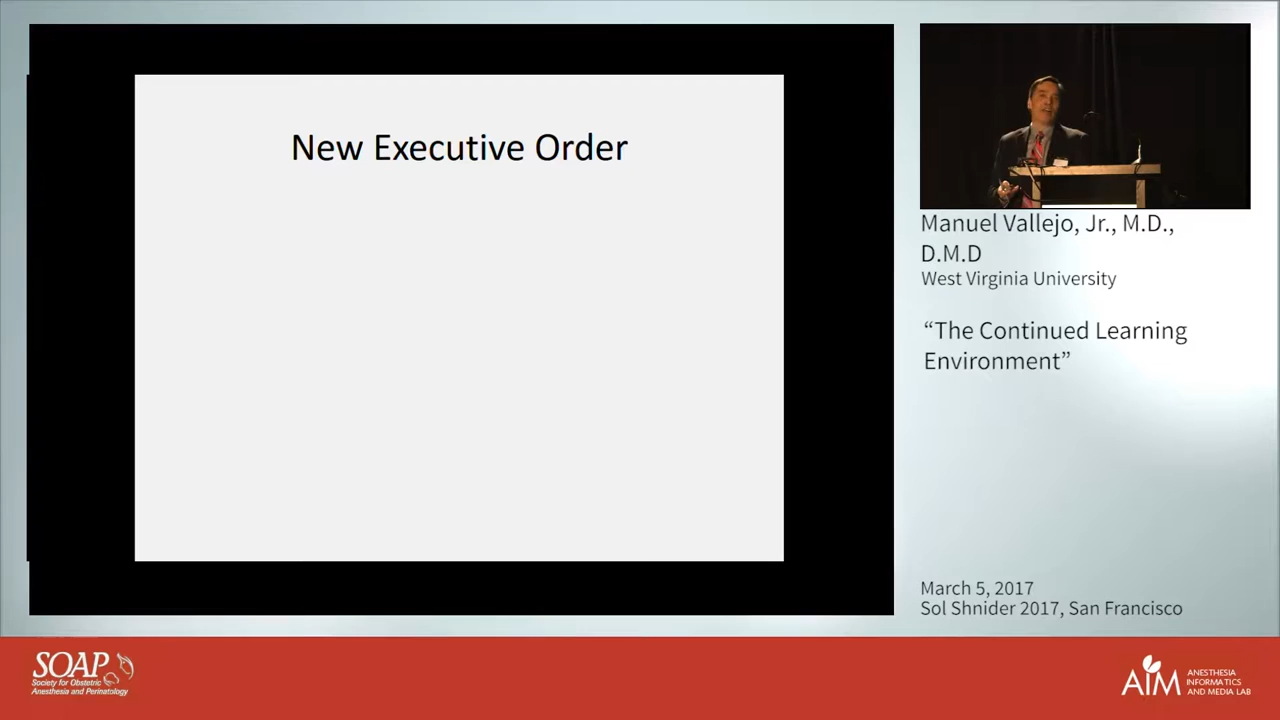 New Executive Order
Manuel Vallejo, Jr., M.D.,
D.M.D
West Virginia University
“The Continued Learning
Environment”
March 5, 2017
Sol Shnider 2017, San Francisco
SOAP
Society for Obstetric
Anesthesia and Perinatology
AIM
ANESTHESIA
INFORMATICS
AND MEDIA LAB